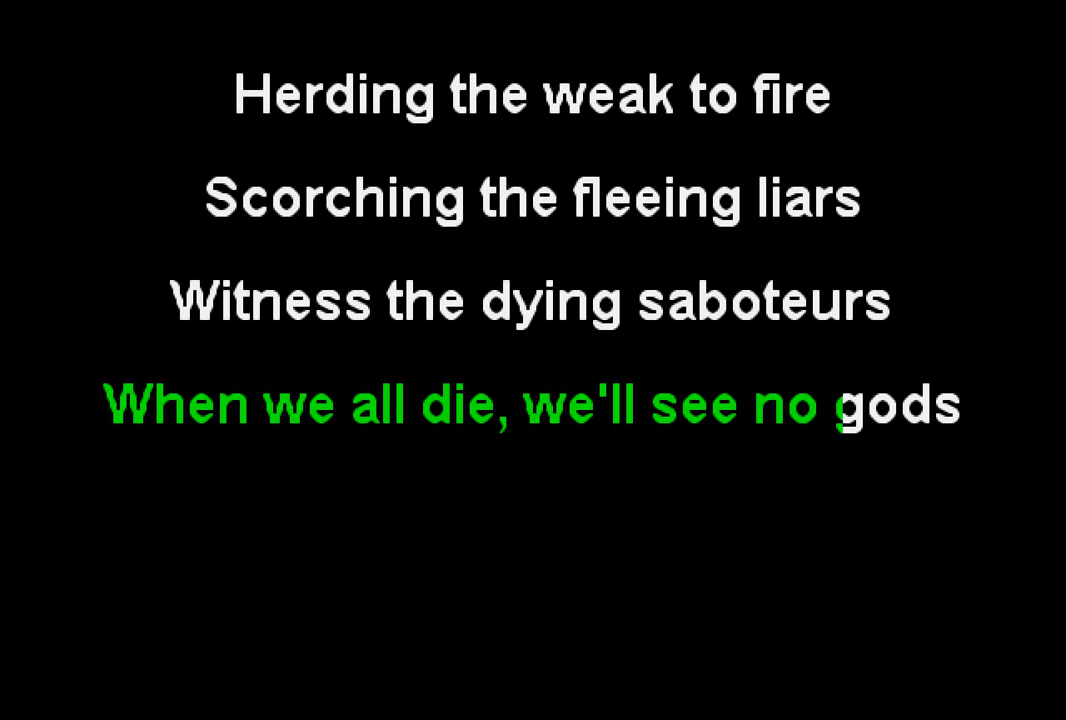 Herding the weak to fire
Scorching the fleeing liars
Witness the dying saboteurs
When we all die, we'll see no gods